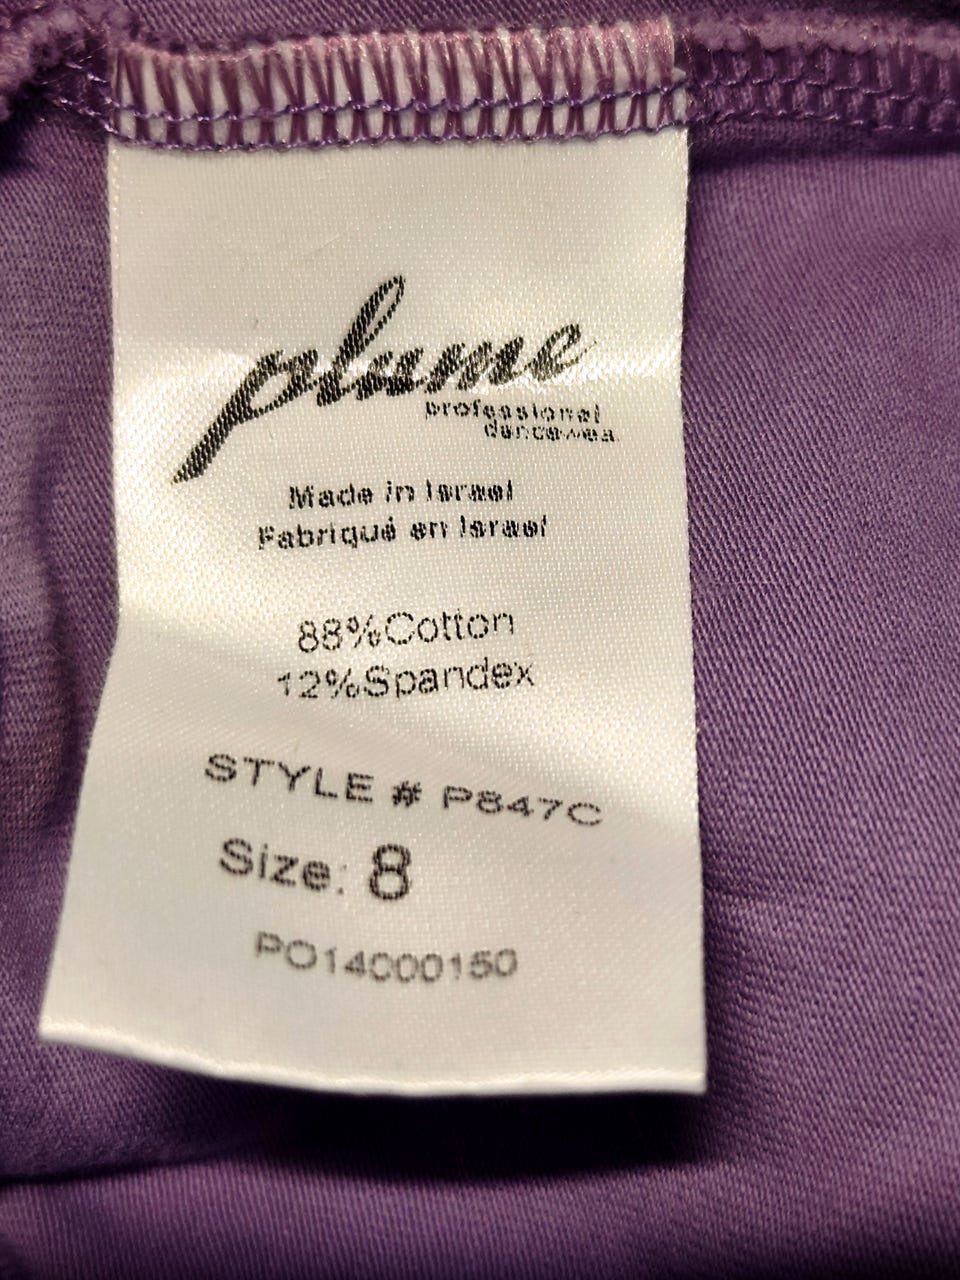 plume
professional
dancewear
Made in Israel
Fabriqué en Israel
88%Cotton
12%Spandex
STYLE # P847C
Size: 8
PO14000150